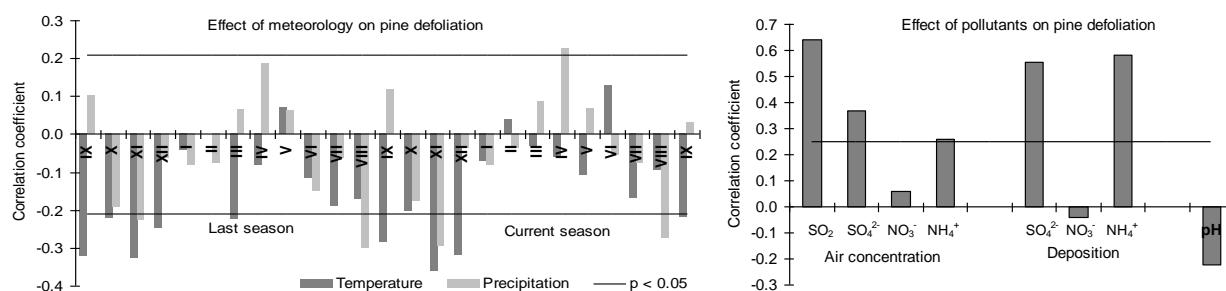 Effect of meteorology on pine defoliation
Correlation coefficient
0.3
0.2
0.1
0.0
-0.1
-0.2
-0.3
-0.4
IX X XI XII I II III IV V VI VII VIII IX X XI XII I II III IV V VI VII VIII IX
Last season
Current season
Temperature Precipitation p < 0.05
Effect of pollutants on pine defoliation
Correlation coefficient
0.7
0.6
0.5
0.4
0.3
0.2
0.1
0.0
-0.1
-0.2
-0.3
SO₂ SO₄²⁻ NO₃⁻ NH₄⁺ SO₄²⁻ NO₃⁻ NH₄⁺ pH
Air concentration
Deposition